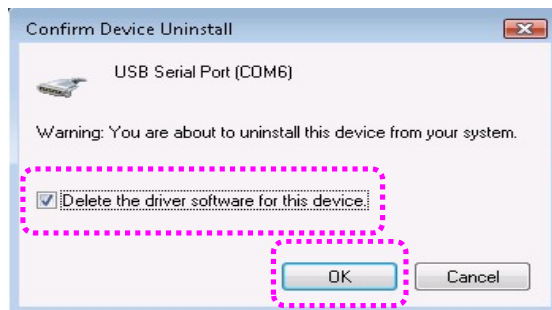 Confirm Device Uninstall
USB Serial Port (COM6)
Warning: You are about to uninstall this device from your system.
Delete the driver software for this device.
OK
Cancel